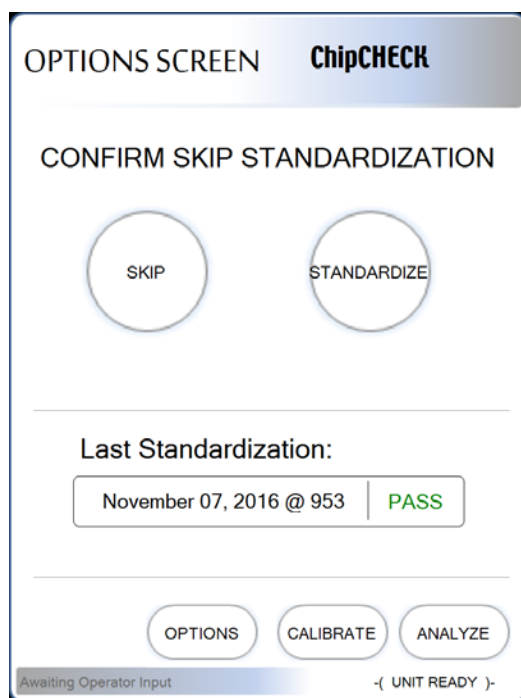 OPTIONS SCREEN ChipCHECK
CONFIRM SKIP STANDARDIZATION
SKIP STANDARDIZE
Last Standardization:
November 07, 2016 @ 953 PASS
OPTIONS CALIBRATE ANALYZE
Awaiting Operator Input -( UNIT READY )-